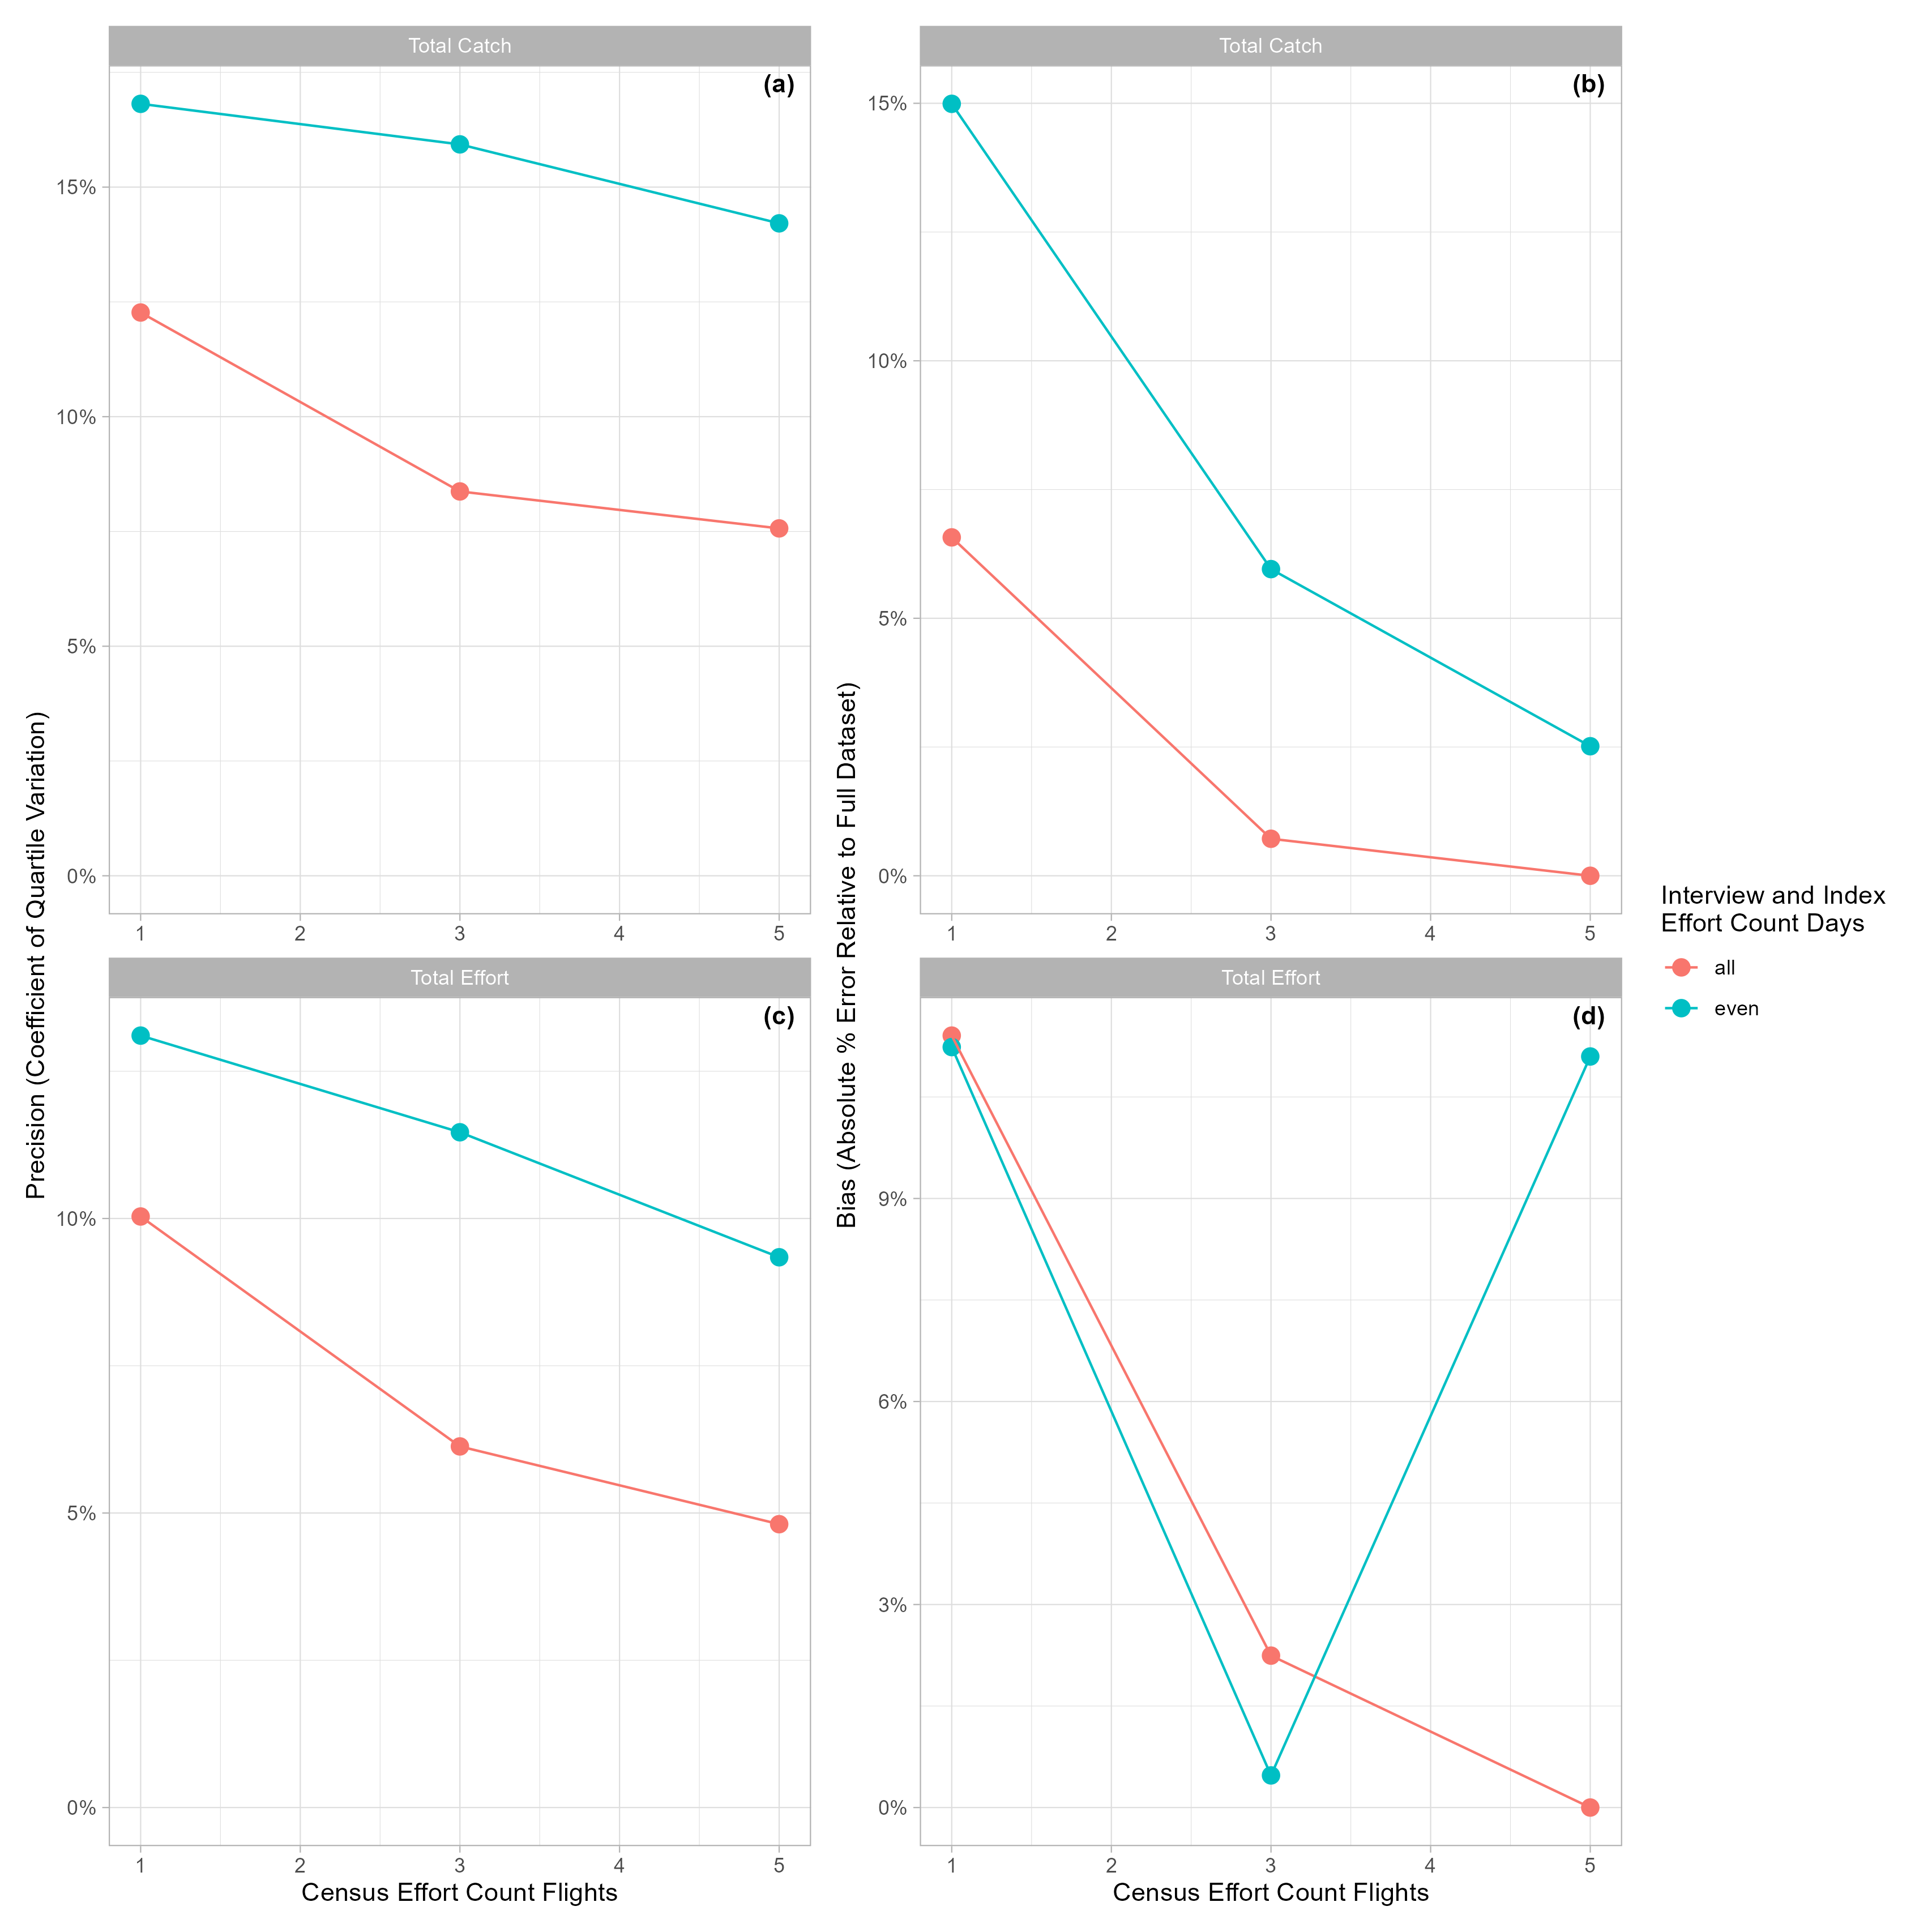 Total Catch
(a)
15%
10%
5%
0%
1 2 3 4 5
Total Catch
(b)
15%
10%
5%
0%
1 2 3 4 5
Total Effort
(c)
10%
5%
0%
1 2 3 4 5
Total Effort
(d)
9%
6%
3%
0%
1 2 3 4 5
Precision (Coefficient of Quartile Variation)
Bias (Absolute % Error Relative to Full Dataset)
Census Effort Count Flights
Census Effort Count Flights
Interview and Index
Effort Count Days
all
even